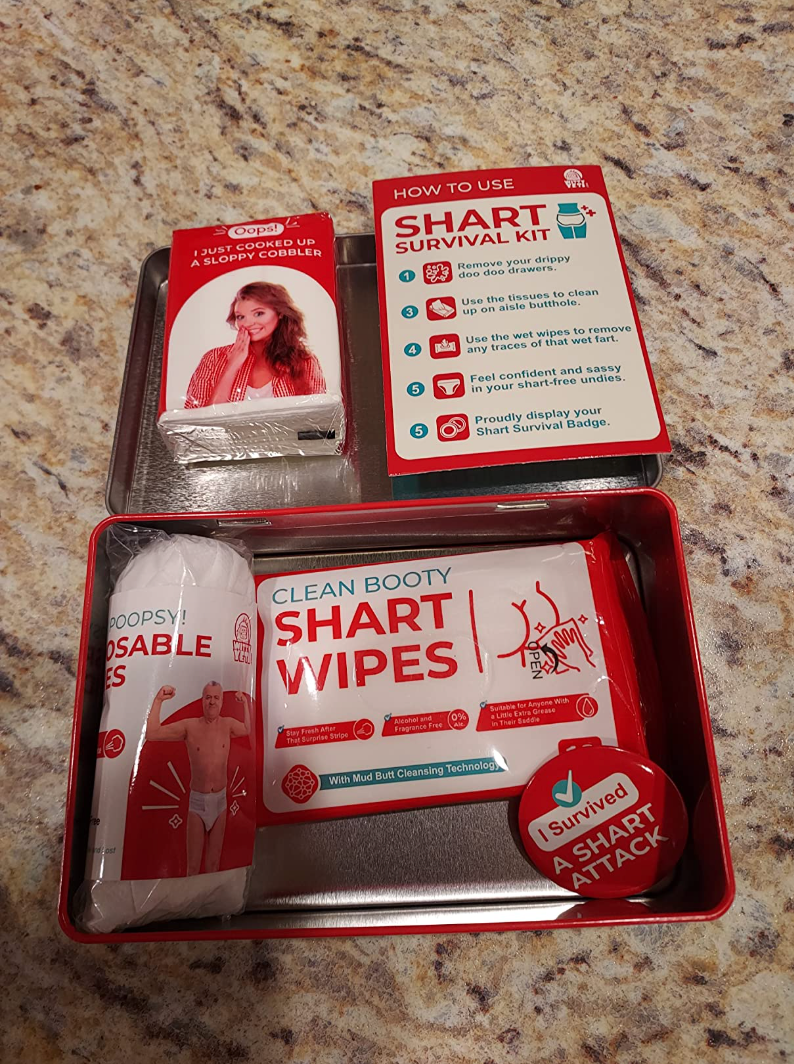 Oops!
I JUST COOKED UP
A SLOPPY COBBLER
HOW TO USE
WITTY
YETI
SHART
SURVIVAL KIT
1
Remove your drippy
doo doo drawers.
3
Use the tissues to clean
up on aisle butthole.
4
Use the wet wipes to remove
any traces of that wet fart.
5
Feel confident and sassy
in your shart-free undies.
5
Proudly display your
Shart Survival Badge.
POOPSY!
OSABLE
ES
WITTY
YETI
CLEAN BOOTY
SHART
WIPES
OPEN
Stay Fresh After
That Surprise Stripe
Alcohol and
Fragrance Free
0%
Suitable for Anyone With
a Little Extra Grease
in Their Saddle
With Mud Butt Cleansing Technology
I Survived
A SHART
ATTACK